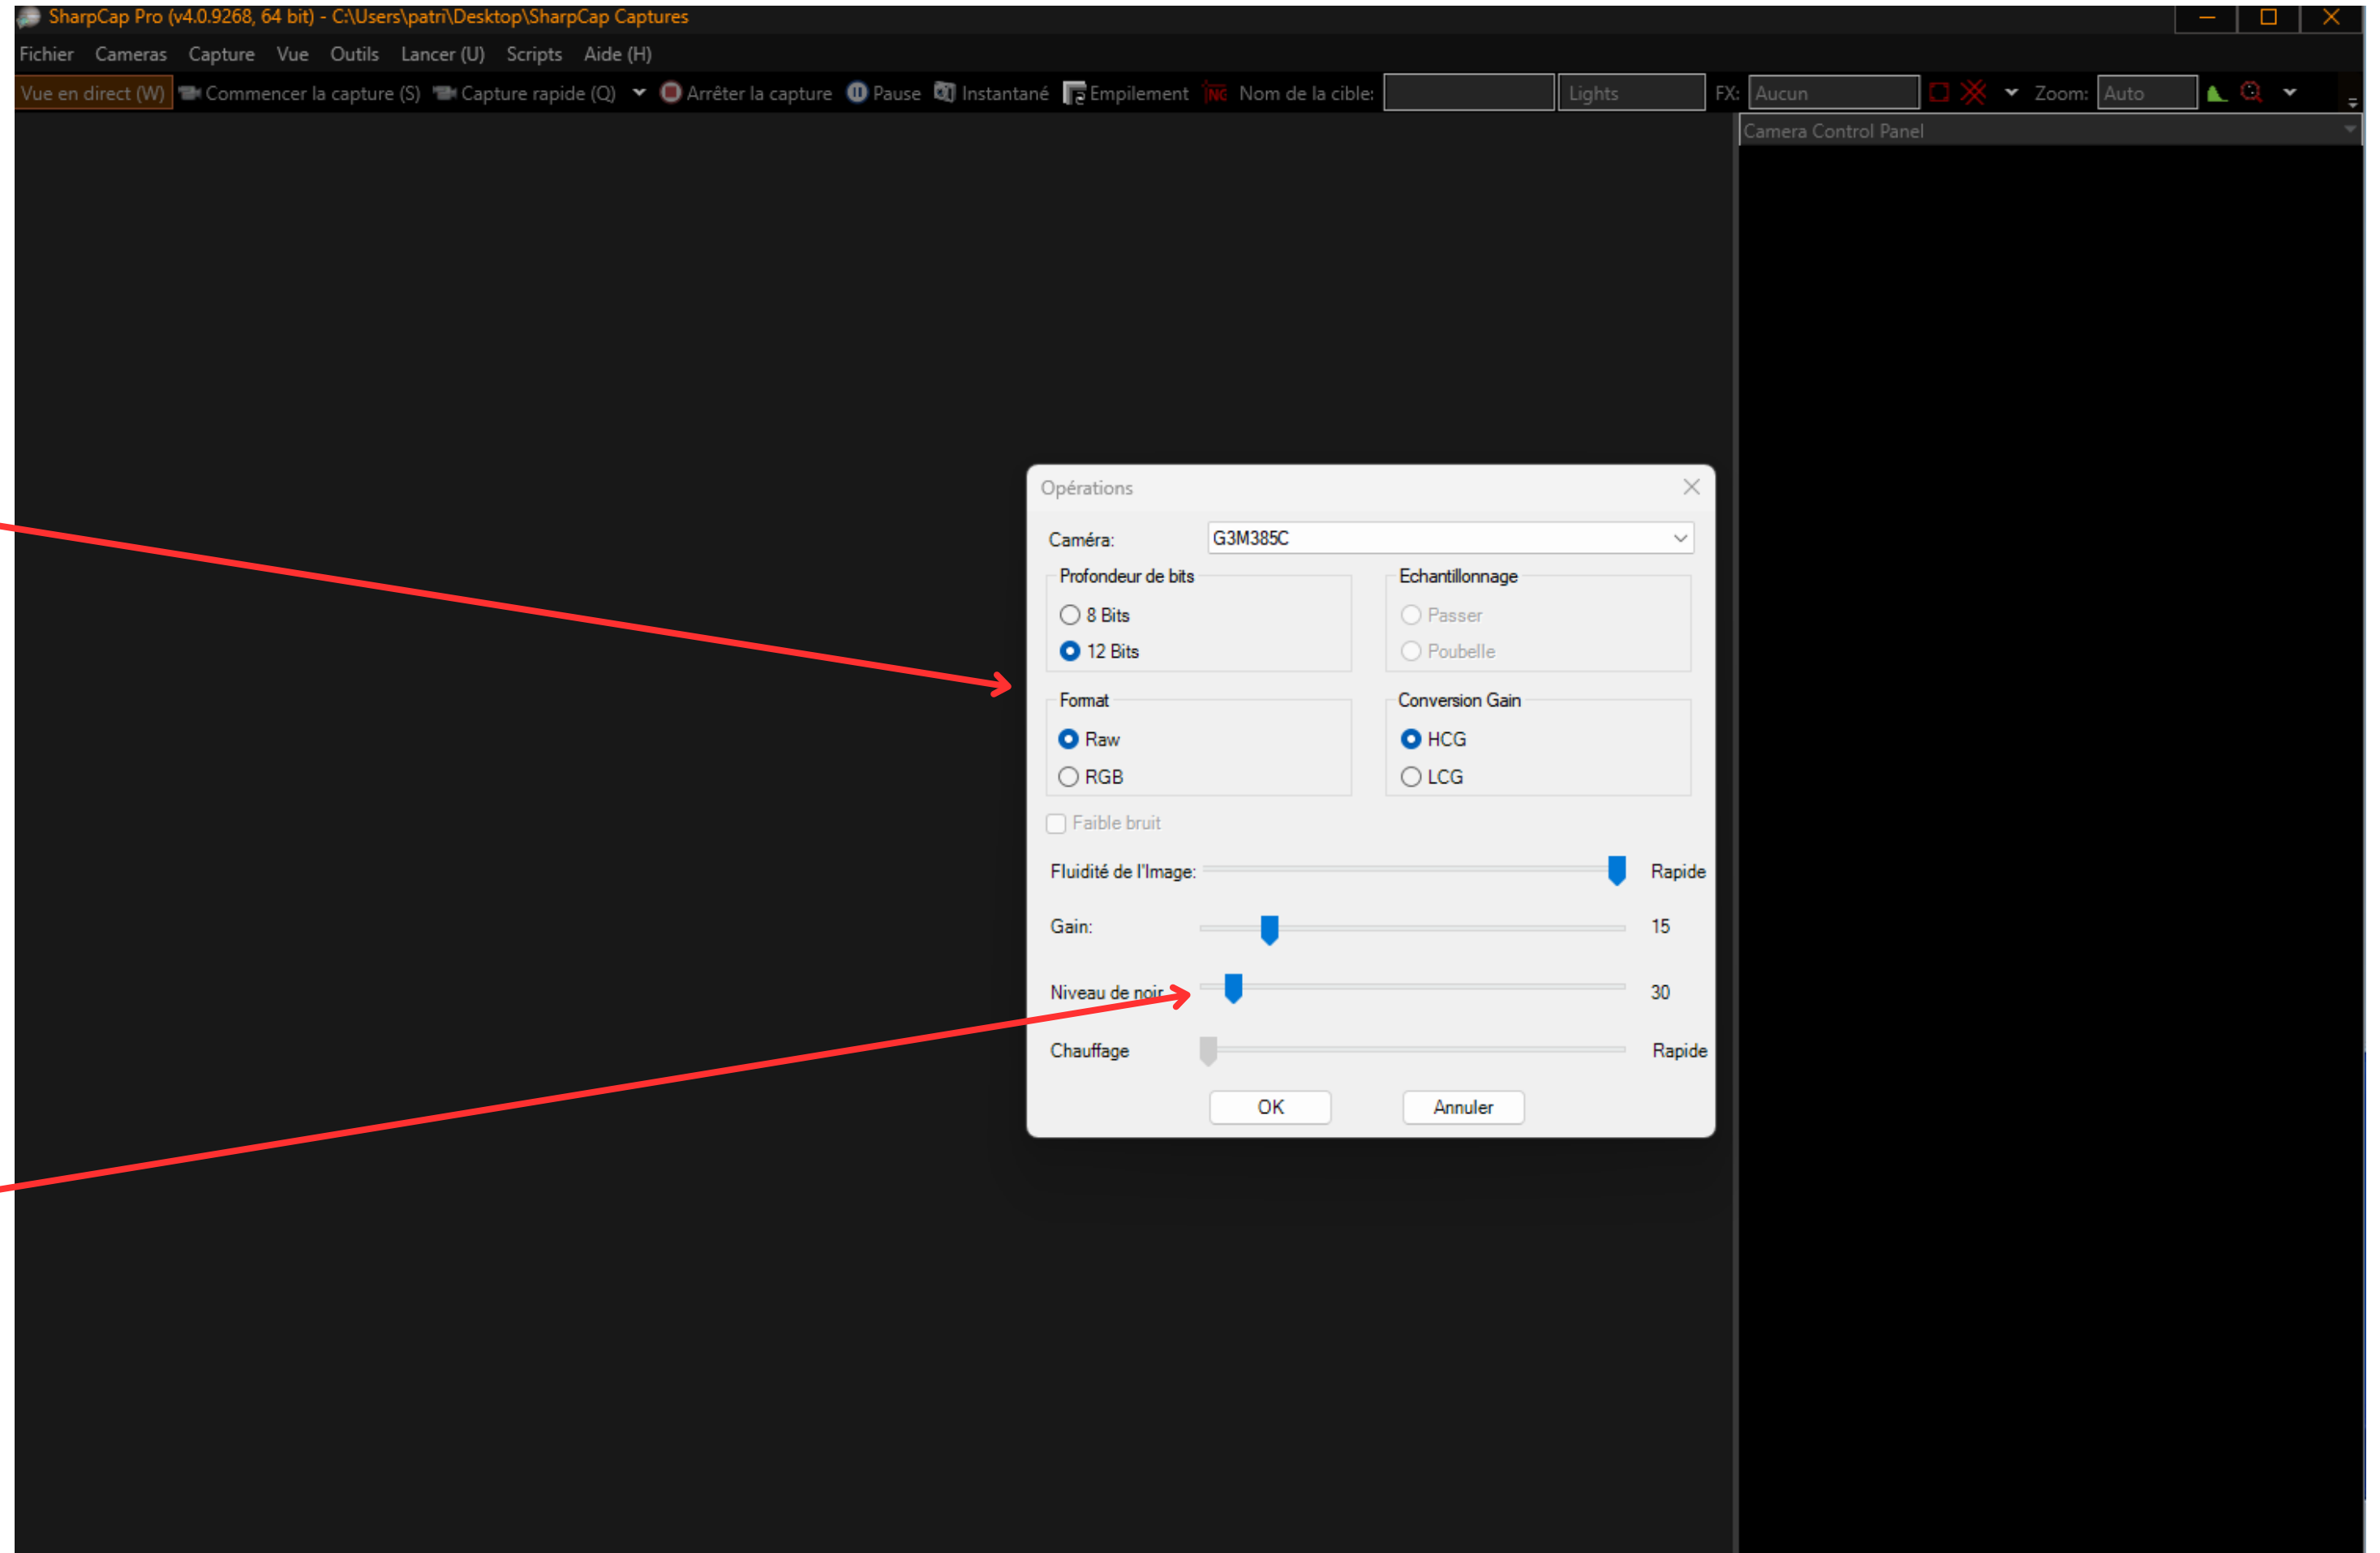 SharpCap Pro (v4.0.9268, 64 bit) - C:\Users\patri\Desktop\SharpCap Captures
Fichier Cameras Capture Vue Outils Lancer (U) Scripts Aide (H)
Vue en direct (W) Commencer la capture (S) Capture rapide (Q) Arrêter la capture Pause Instantané Empilement Nom de la cible: Lights FX: Aucun Zoom: Auto
Camera Control Panel
Opérations
Caméra: G3M385C
Profondeur de bits Echantillonnage
8 Bits Passer
12 Bits Poubelle
Format Conversion Gain
Raw HCG
RGB LCG
Faible bruit
Fluidité de l'Image: Rapide
Gain: 15
Niveau de noir 30
Chauffage Rapide
OK Annuler